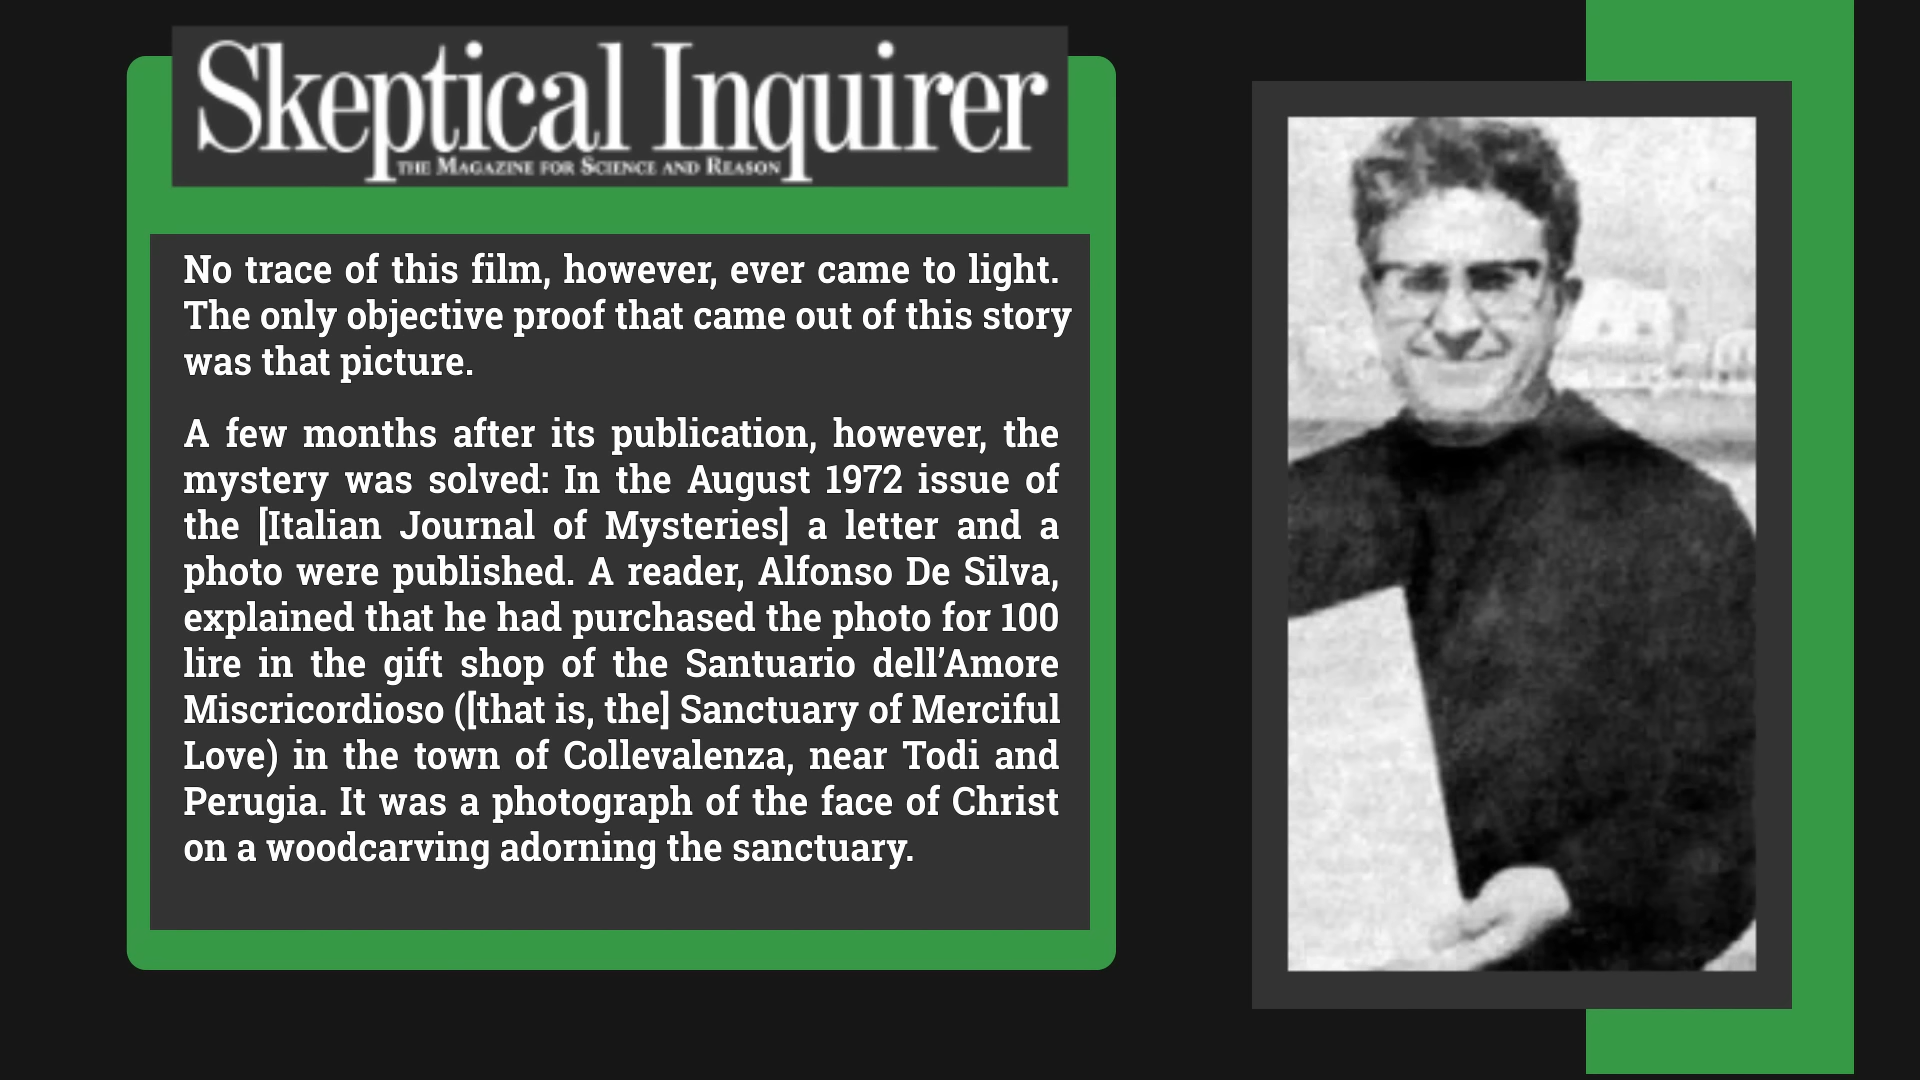 Skeptical Inquirer
THE MAGAZINE FOR SCIENCE AND REASON
No trace of this film, however, ever came to light.
The only objective proof that came out of this story
was that picture.
A few months after its publication, however, the
mystery was solved: In the August 1972 issue of
the [Italian Journal of Mysteries] a letter and a
photo were published. A reader, Alfonso De Silva,
explained that he had purchased the photo for 100
lire in the gift shop of the Santuario dell’Amore
Miscricordioso ([that is, the] Sanctuary of Merciful
Love) in the town of Collevalenza, near Todi and
Perugia. It was a photograph of the face of Christ
on a woodcarving adorning the sanctuary.